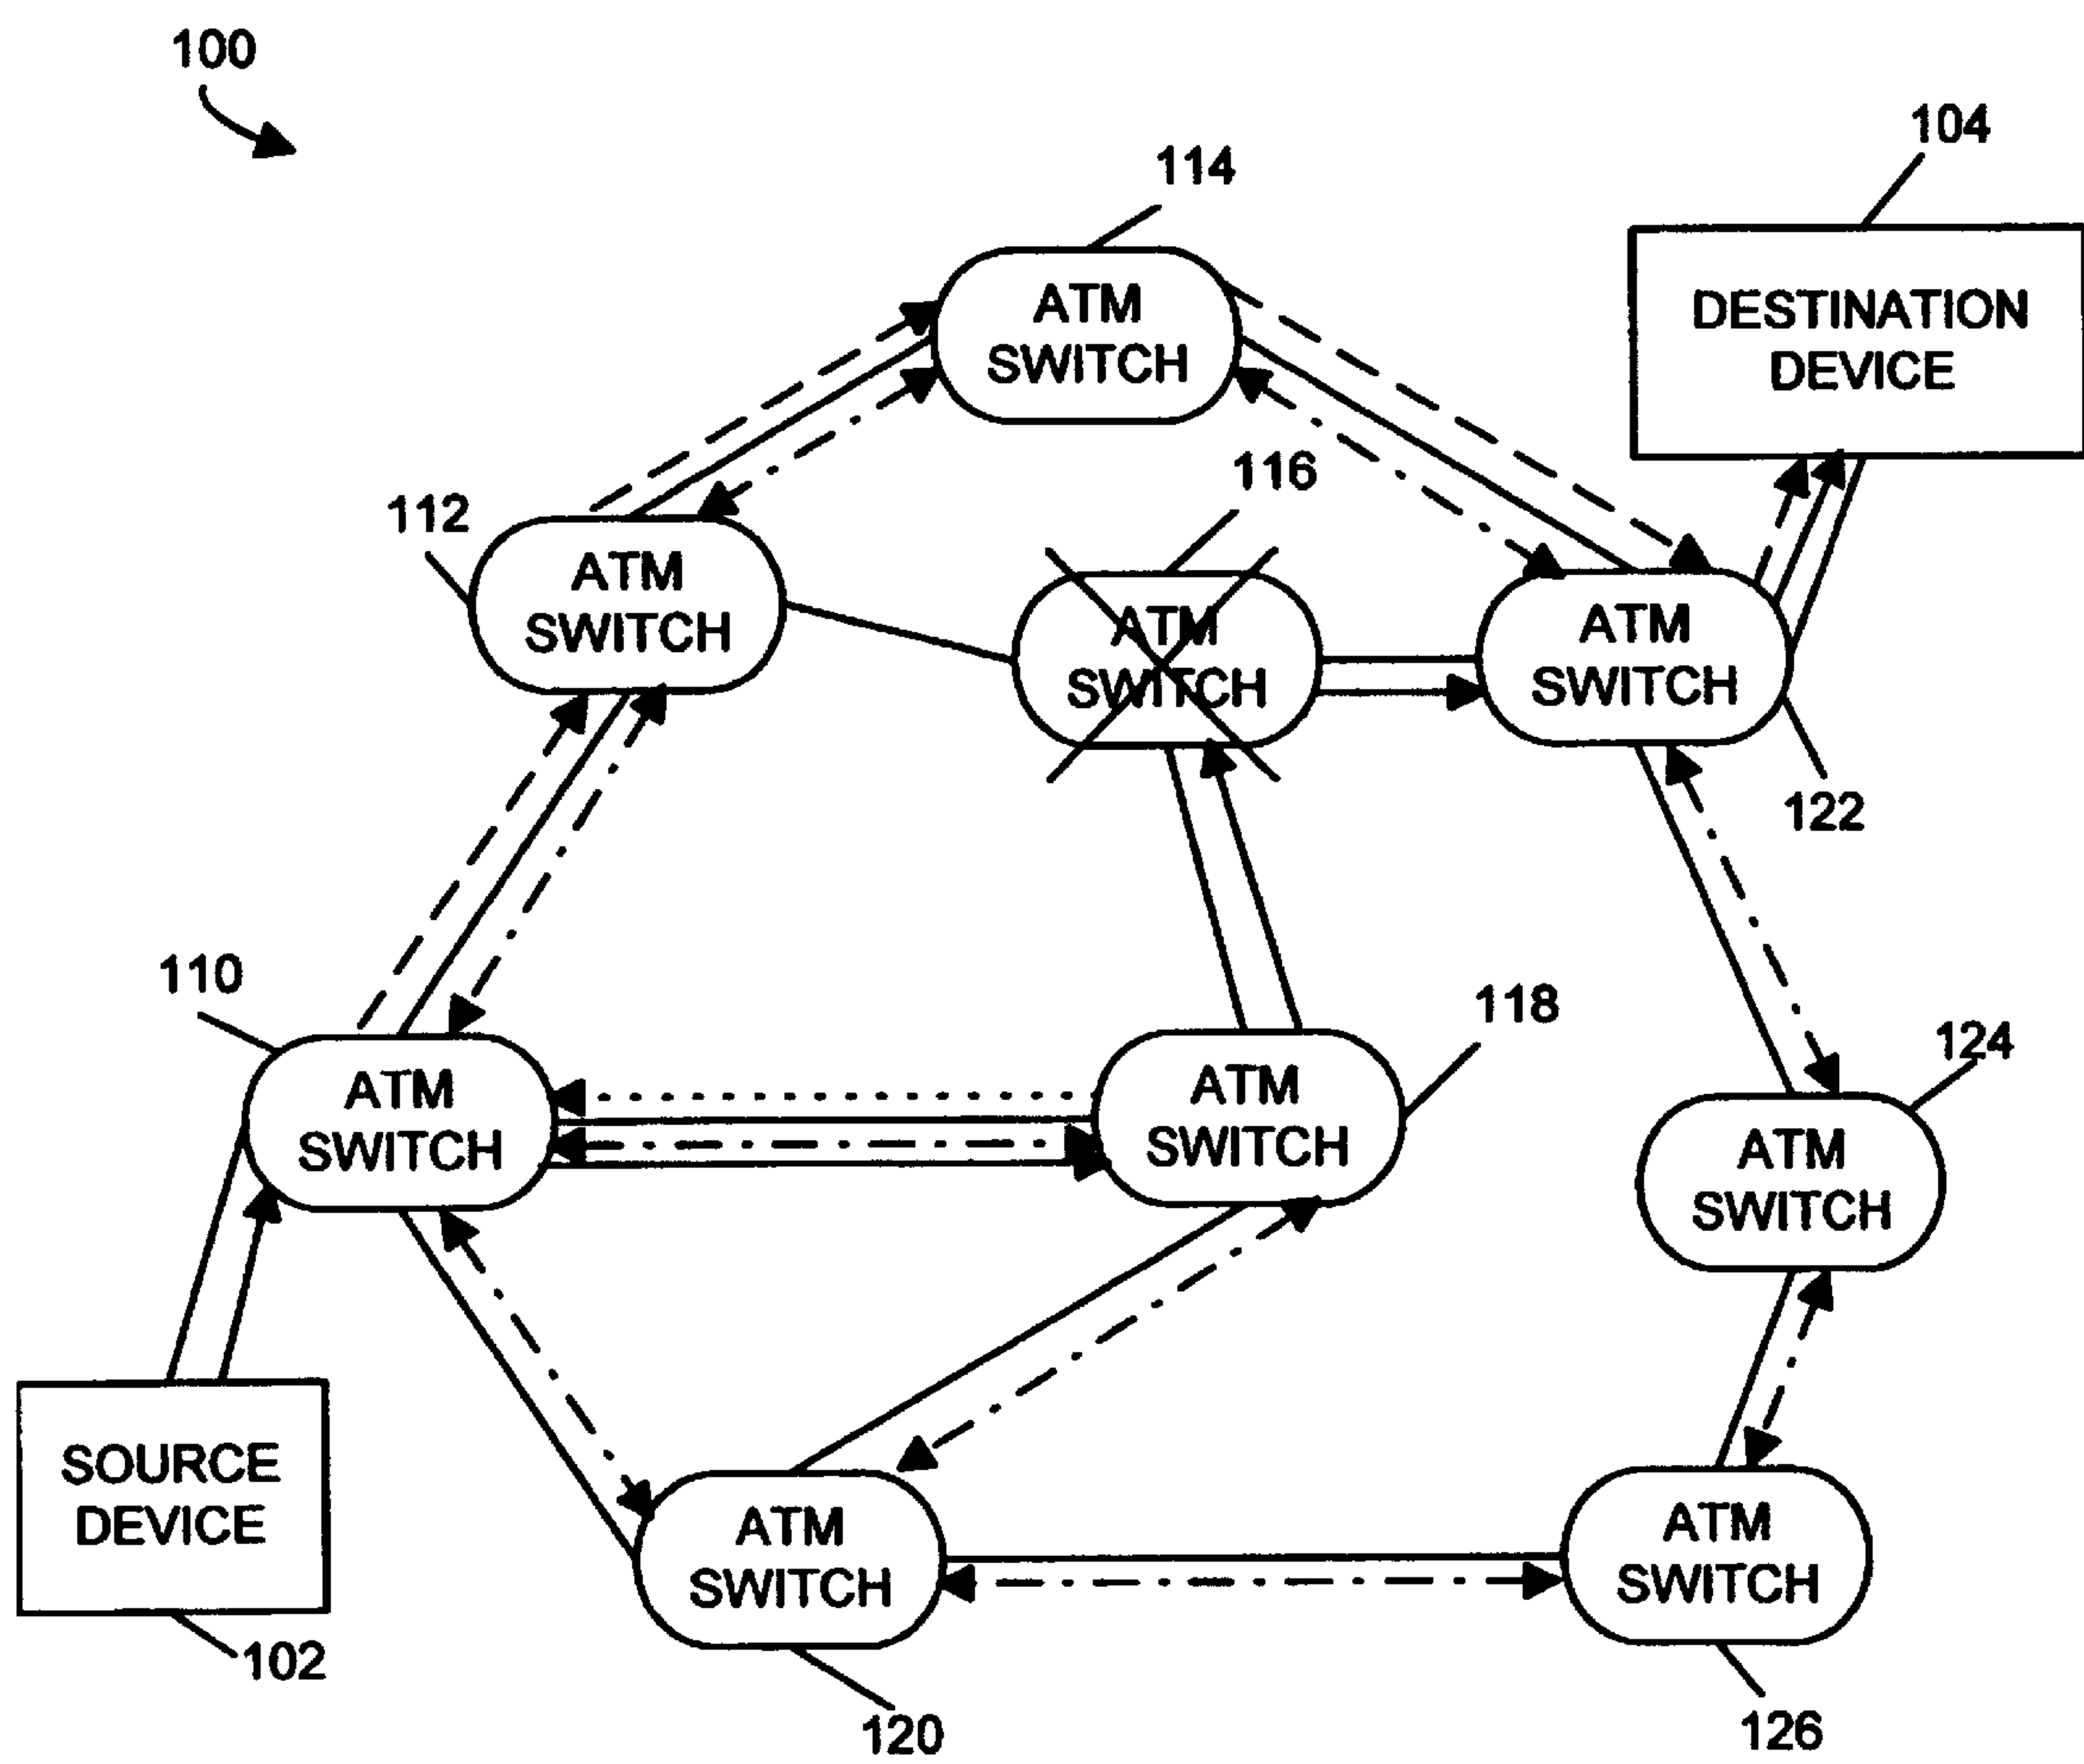 100
104
114
DESTINATION
DEVICE
ATM
SWITCH
116
112
ATM
SWITCH
ATM
SWITCH
ATM
SWITCH
122
110
118
124
ATM
SWITCH
ATM
SWITCH
ATM
SWITCH
SOURCE
DEVICE
ATM
SWITCH
ATM
SWITCH
102
120
126